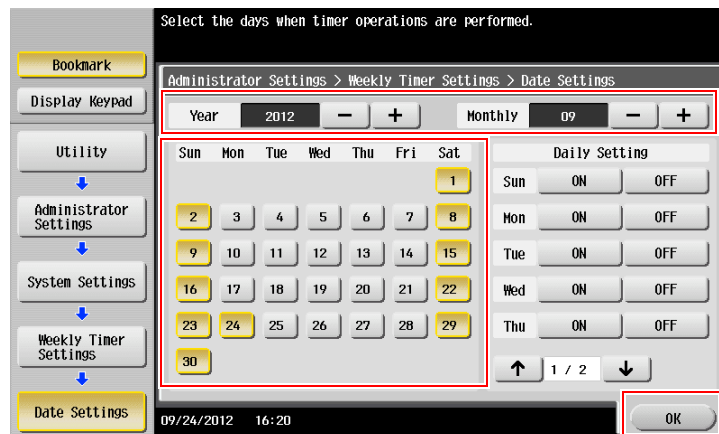 Select the days when timer operations are performed.
Bookmark
Display Keypad
Utility
Administrator
Settings
System Settings
Weekly Timer
Settings
Date Settings
Administrator Settings > Weekly Timer Settings > Date Settings
Year 2012 − + Monthly 09 − +
Sun Mon Tue Wed Thu Fri Sat
1
2 3 4 5 6 7 8
9 10 11 12 13 14 15
16 17 18 19 20 21 22
23 24 25 26 27 28 29
30
Daily Setting
Sun ON OFF
Mon ON OFF
Tue ON OFF
Wed ON OFF
Thu ON OFF
↑ 1 / 2 ↓
09/24/2012 16:20
OK